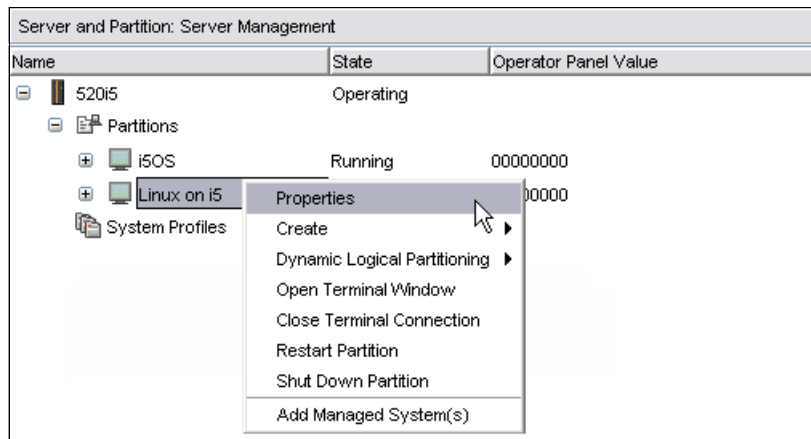 Server and Partition: Server Management
Name State Operator Panel Value
520i5 Operating
Partitions
i5OS Running 00000000
Linux on i5 0000
System Profiles
Properties
Create
Dynamic Logical Partitioning
Open Terminal Window
Close Terminal Connection
Restart Partition
Shut Down Partition
Add Managed System(s)